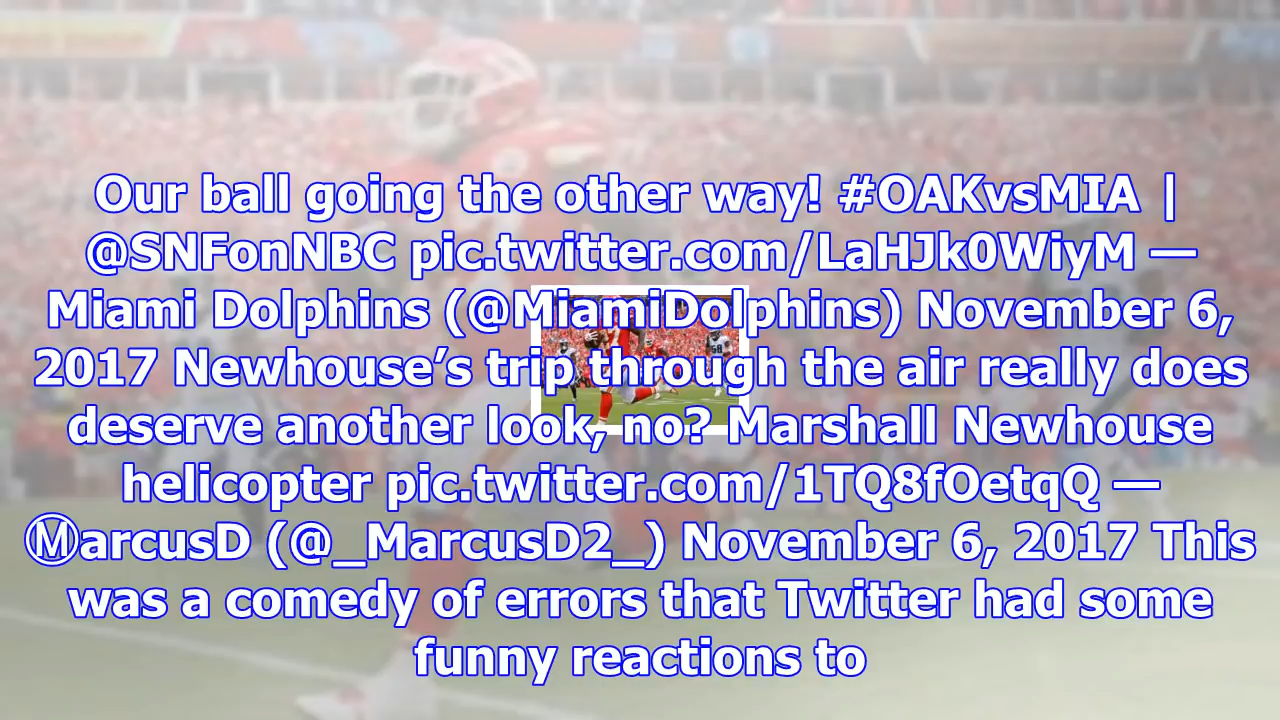 Our ball going the other way! #OAKvsMIA |
@SNFonNBC pic.twitter.com/LaHJk0WiyM —
Miami Dolphins (@MiamiDolphins) November 6,
2017 Newhouse’s trip through the air really does
deserve another look, no? Marshall Newhouse
helicopter pic.twitter.com/1TQ8fOetqQ —
ⓂarcusD (@_MarcusD2_) November 6, 2017 This
was a comedy of errors that Twitter had some
funny reactions to